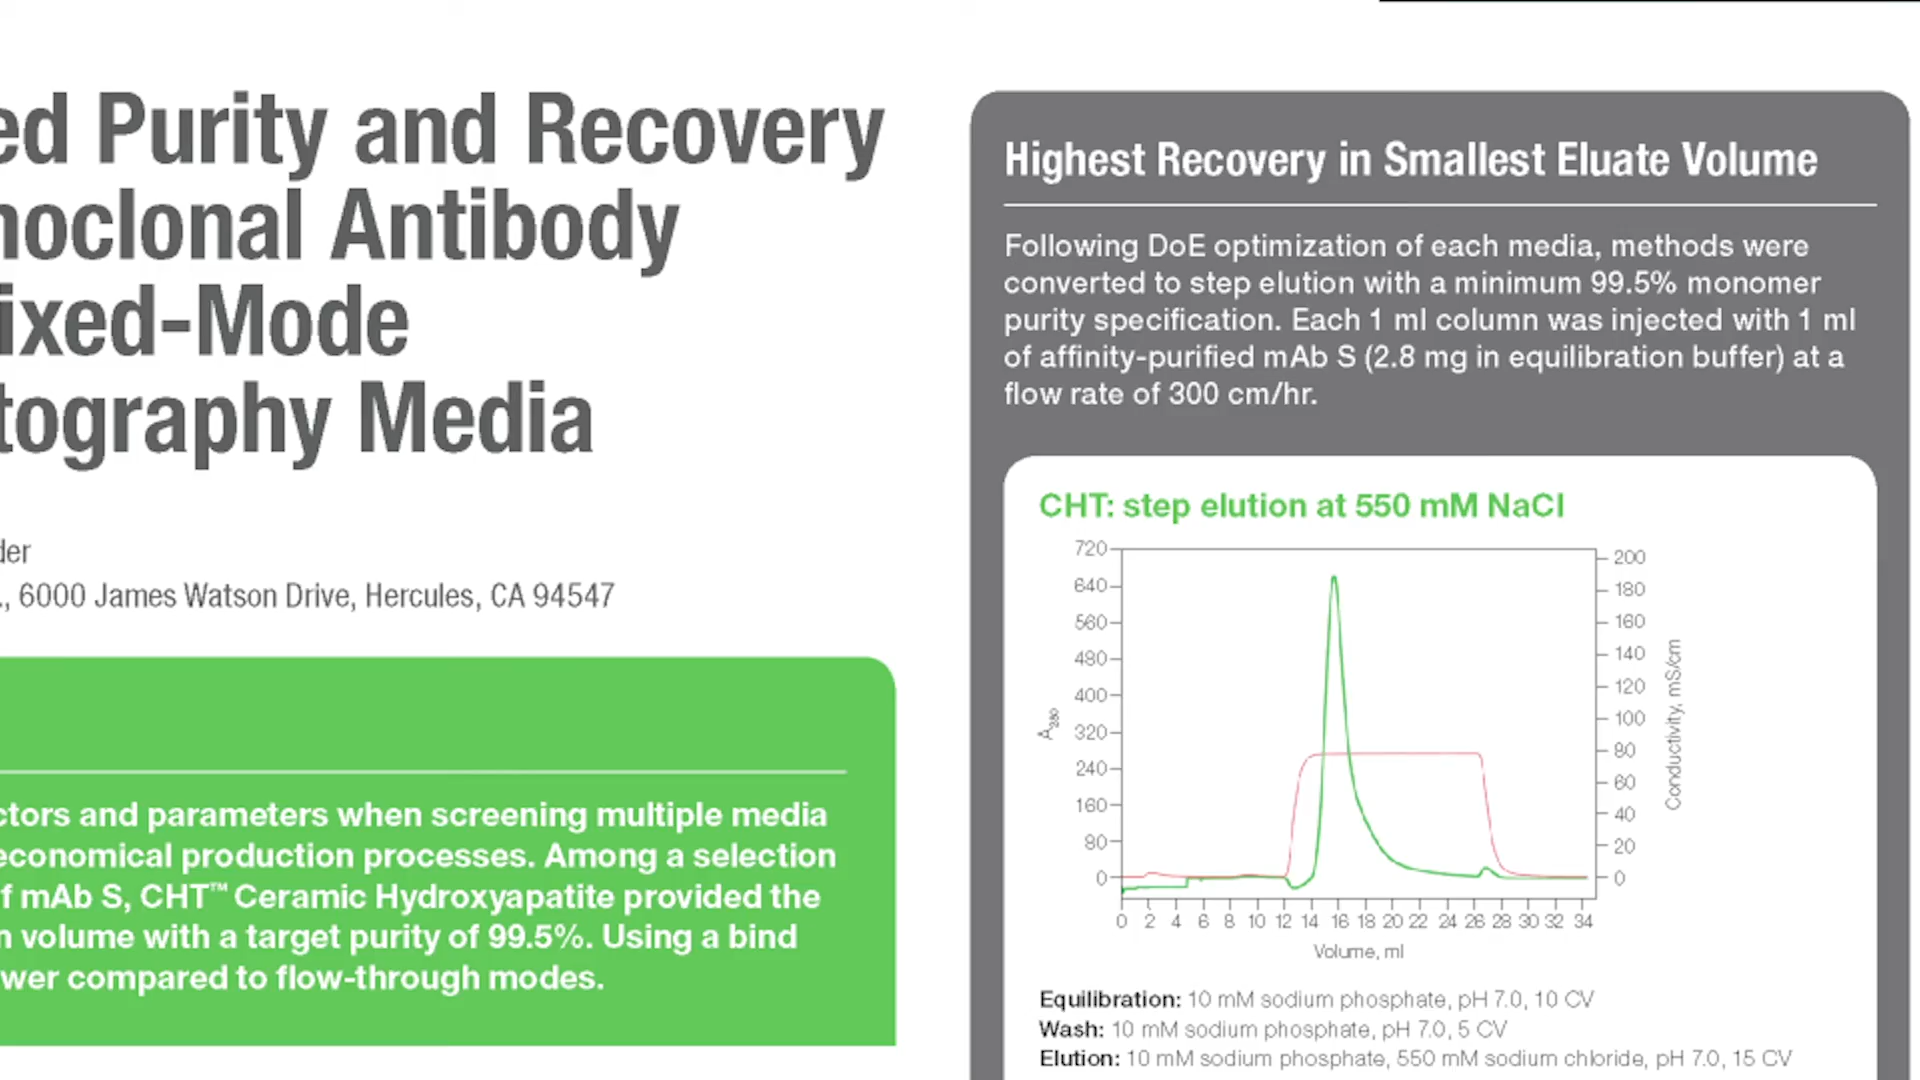 ed Purity and Recovery
noclonal Antibody
ixed-Mode
tography Media
der
., 6000 James Watson Drive, Hercules, CA 94547
ctors and parameters when screening multiple media
economical production processes. Among a selection
f mAb S, CHT™ Ceramic Hydroxyapatite provided the
n volume with a target purity of 99.5%. Using a bind
wer compared to flow-through modes.
Highest Recovery in Smallest Eluate Volume
Following DoE optimization of each media, methods were
converted to step elution with a minimum 99.5% monomer
purity specification. Each 1 ml column was injected with 1 ml
of affinity-purified mAb S (2.8 mg in equilibration buffer) at a
flow rate of 300 cm/hr.
CHT: step elution at 550 mM NaCl
A280
720
640
560
480
400
320
240
160
80
0
200
180
160
140
120
100
80
60
40
20
0
Conductivity, mS/cm
0 2 4 6 8 10 12 14 16 18 20 22 24 26 28 30 32 34
Volume, ml
Equilibration: 10 mM sodium phosphate, pH 7.0, 10 CV
Wash: 10 mM sodium phosphate, pH 7.0, 5 CV
Elution: 10 mM sodium phosphate, 550 mM sodium chloride, pH 7.0, 15 CV